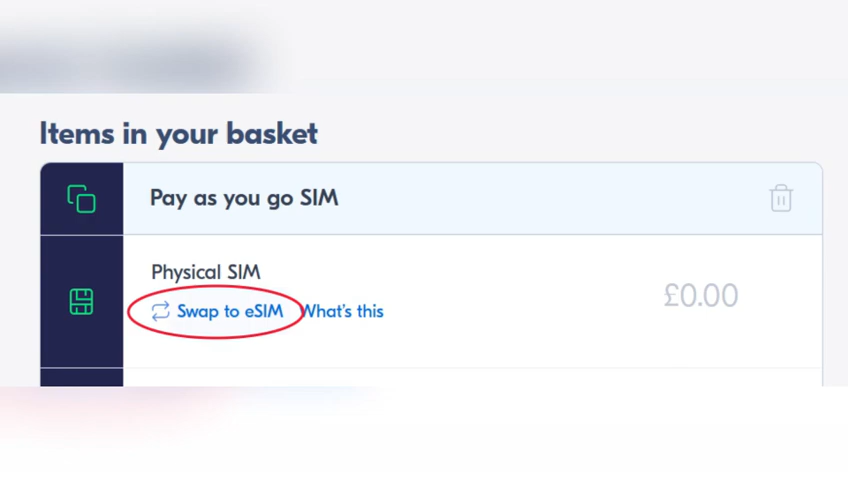 Items in your basket
Pay as you go SIM
Physical SIM
Swap to eSIM What's this
£0.00